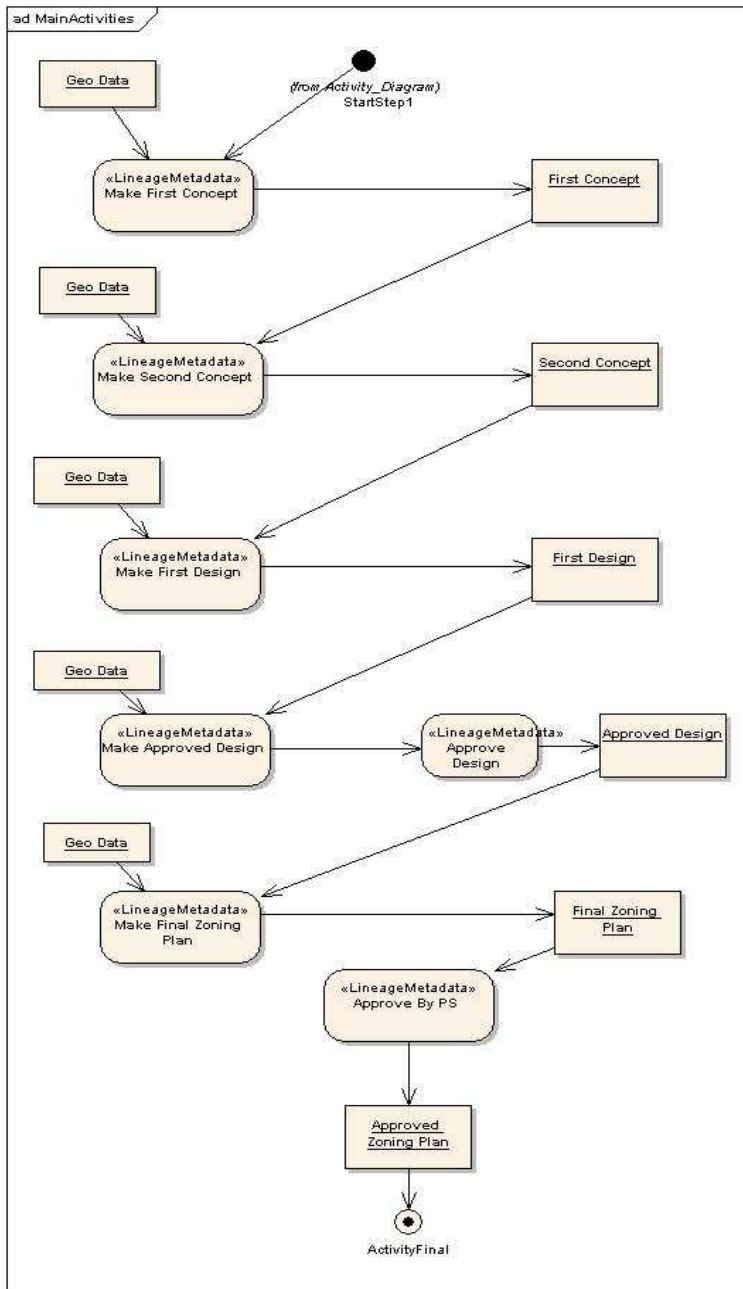 ad MainActivities
Geo Data
(from Activity_Diagram)
StartStep1
«LineageMetadata»
Make First Concept
First Concept
Geo Data
«LineageMetadata»
Make Second Concept
Second Concept
Geo Data
«LineageMetadata»
Make First Design
First Design
Geo Data
«LineageMetadata»
Make Approved Design
«LineageMetadata»
Approve
Design
Approved Design
Geo Data
«LineageMetadata»
Make Final Zoning
Plan
Final Zoning
Plan
«LineageMetadata»
Approve By PS
Approved
Zoning Plan
ActivityFinal